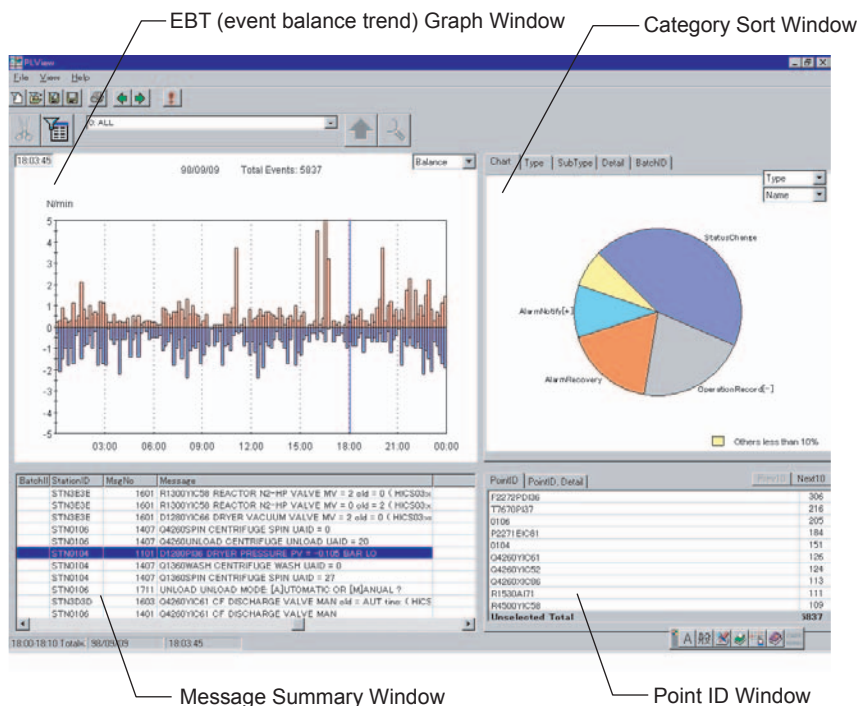 EBT (event balance trend) Graph Window
Category Sort Window
PLView
File View Help
0: ALL
18:03:45
98/09/09 Total Events: 5837
Balance
N/min
5
4
3
2
1
0
-1
-2
-3
-4
-5
03:00 06:00 09:00 12:00 15:00 18:00 21:00 00:00
Chart Type SubType Detail BatchID
Type
Name
StatusChange
AlarmNotify[+]
AlarmRecovery
OperationRecord[-]
Others less than 10%
BatchI StationID MsgNo Message
STN3E3E 1601 R1300YIC58 REACTOR N2-HP VALVE MV = 2 old = 0 ( HICS03:
STN3E3E 1601 R1300YIC58 REACTOR N2-HP VALVE MV = 0 old = 2 ( HICS03:
STN3E3E 1601 D1280YIC66 DRYER VACUUM VALVE MV = 2 old = 0 ( HICS03:
STN0106 1407 Q4260SPIN CENTRIFUGE SPIN UAID = 0
STN0106 1407 Q4260UNLOAD CENTRIFUGE UNLOAD UAID = 20
STN0104 1101 D1280PI36 DRYER PRESSURE PV = -0.105 BAR LO
STN0104 1407 Q1360WASH CENTRIFUGE WASH UAID = 0
STN0104 1407 Q1360SPIN CENTRIFUGE SPIN UAID = 27
STN0106 1711 UNLOAD UNLOAD MODE: [A]UTOMATIC OR [M]ANUAL ?
STN3D3D 1603 Q4260YIC61 CF DISCHARGE VALVE MAN old = AUT tino: ( HICS
STN0106 1401 Q4260YIC61 CF DISCHARGE VALVE MAN
PointID PointID, Detail Prev10 Next10
F2272PDI36 306
T7670PI37 216
0106 205
P2271EIC81 184
0104 151
Q4260YIC61 126
Q4260YIC52 124
Q4260XIC86 113
R1530AI71 111
R4500YIC58 109
Unselected Total 5837
18:00-18:10 Total= 98/09/09 18:03:45
Message Summary Window
Point ID Window